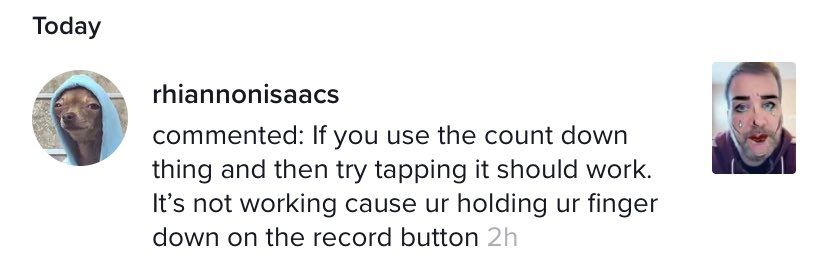 Today
rhiannonisaacs
commented: If you use the count down
thing and then try tapping it should work.
It’s not working cause ur holding ur finger
down on the record button 2h